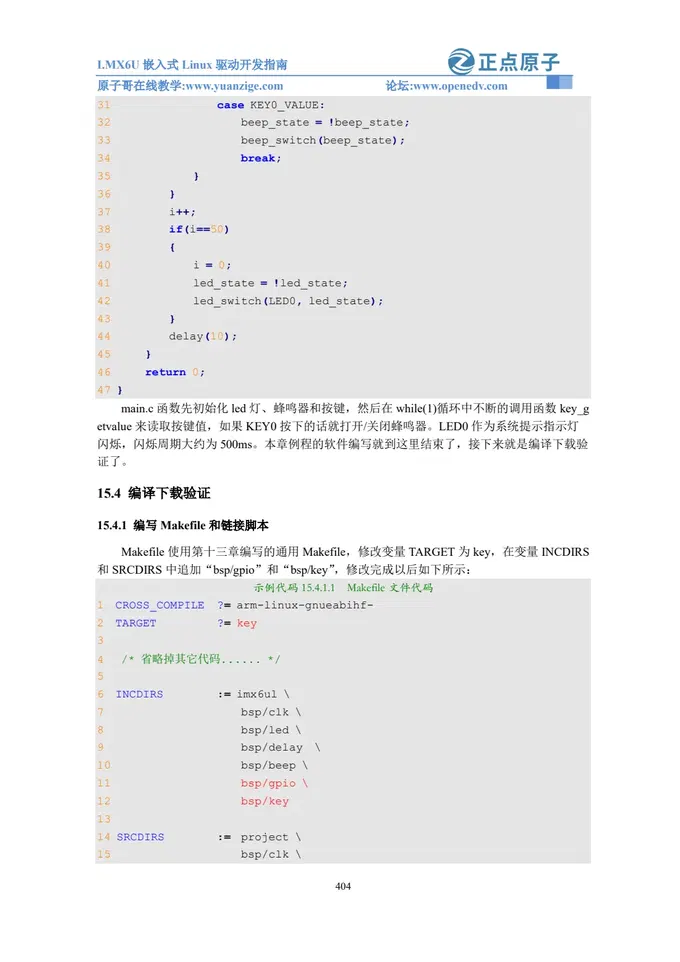 I.MX6U 嵌入式 Linux 驱动开发指南
正点原子
原子哥在线教学:www.yuanzige.com 论坛:www.openedv.com
31 case KEY0_VALUE:
32 beep_state = !beep_state;
33 beep_switch(beep_state);
34 break;
35 }
36 }
37 i++;
38 if(i==50)
39 {
40 i = 0;
41 led_state = !led_state;
42 led_switch(LED0, led_state);
43 }
44 delay(10);
45 }
46 return 0;
47 }
main.c 函数先初始化 led 灯、蜂鸣器和按键，然后在 while(1)循环中不断的调用函数 key_g
etvalue 来读取按键值，如果 KEY0 按下的话就打开/关闭蜂鸣器。LED0 作为系统提示指示灯
闪烁，闪烁周期大约为 500ms。本章例程的软件编写就到这里结束了，接下来就是编译下载验
证了。
15.4 编译下载验证
15.4.1 编写 Makefile 和链接脚本
Makefile 使用第十三章编写的通用 Makefile，修改变量 TARGET 为 key，在变量 INCDIRS
和 SRCDIRS 中追加“bsp/gpio”和“bsp/key”，修改完成以后如下所示：
示例代码 15.4.1.1 Makefile 文件代码
1 CROSS_COMPILE ?= arm-linux-gnueabihf-
2 TARGET ?= key
3
4 /* 省略掉其它代码...... */
5
6 INCDIRS := imx6ul \
7 bsp/clk \
8 bsp/led \
9 bsp/delay \
10 bsp/beep \
11 bsp/gpio \
12 bsp/key
13
14 SRCDIRS := project \
15 bsp/clk \
404